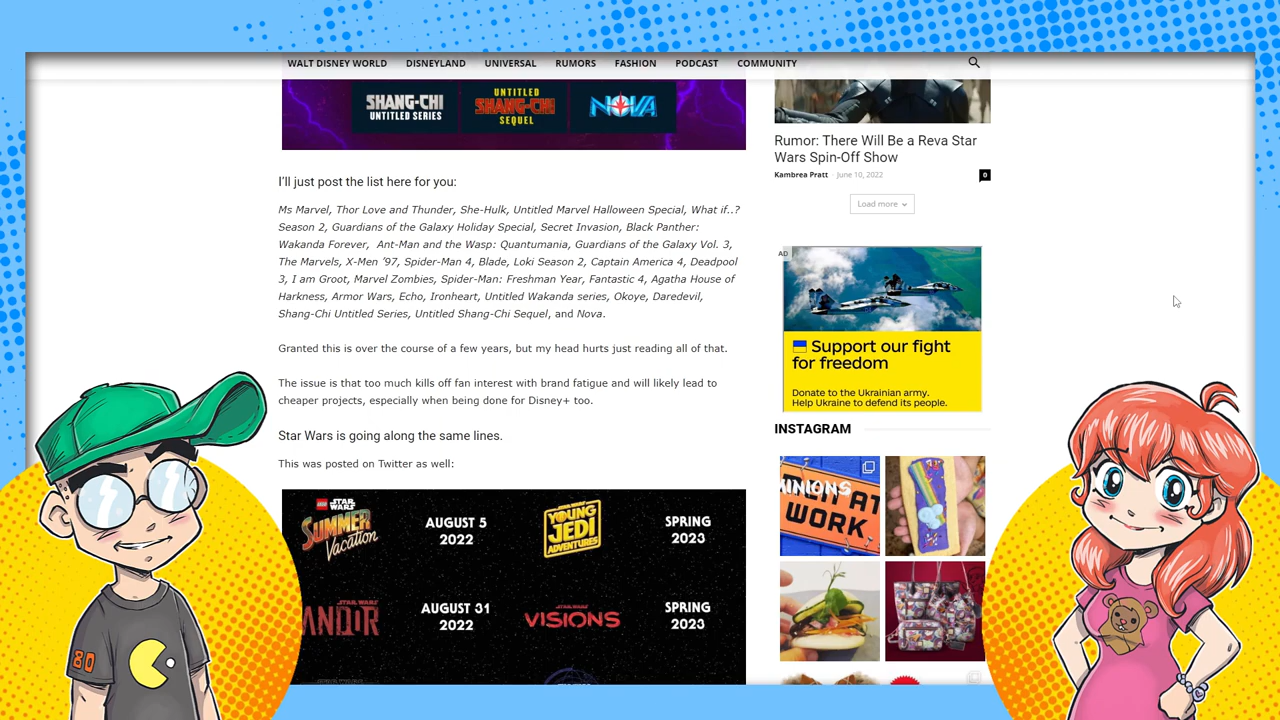 WALT DISNEY WORLD DISNEYLAND UNIVERSAL RUMORS FASHION PODCAST COMMUNITY
SHANG-CHI
UNTITLED SERIES
UNTITLED
SHANG-CHI
SEQUEL
NOVA
I'll just post the list here for you:
Ms Marvel, Thor Love and Thunder, She-Hulk, Untitled Marvel Halloween Special, What if..?
Season 2, Guardians of the Galaxy Holiday Special, Secret Invasion, Black Panther:
Wakanda Forever, Ant-Man and the Wasp: Quantumania, Guardians of the Galaxy Vol. 3,
The Marvels, X-Men ’97, Spider-Man 4, Blade, Loki Season 2, Captain America 4, Deadpool
3, I am Groot, Marvel Zombies, Spider-Man: Freshman Year, Fantastic 4, Agatha House of
Harkness, Armor Wars, Echo, Ironheart, Untitled Wakanda series, Okoye, Daredevil,
Shang-Chi Untitled Series, Untitled Shang-Chi Sequel, and Nova.
Granted this is over the course of a few years, but my head hurts just reading all of that.
The issue is that too much kills off fan interest with brand fatigue and will likely lead to
cheaper projects, especially when being done for Disney+ too.
Star Wars is going along the same lines.
This was posted on Twitter as well:
LEGO STAR WARS
SUMMER
Vacation
AUGUST 5
2022
STAR WARS
YOUNG
JEDI
ADVENTURES
SPRING
2023
STAR WARS
ANDOR
AUGUST 31
2022
STAR WARS
VISIONS
SPRING
2023
Rumor: There Will Be a Reva Star
Wars Spin-Off Show
Kambrea Pratt - June 10, 2022 0
Load more
AD
Support our fight
for freedom
Donate to the Ukrainian army.
Help Ukraine to defend its people.
INSTAGRAM
MINIONS
AT
WORK
80